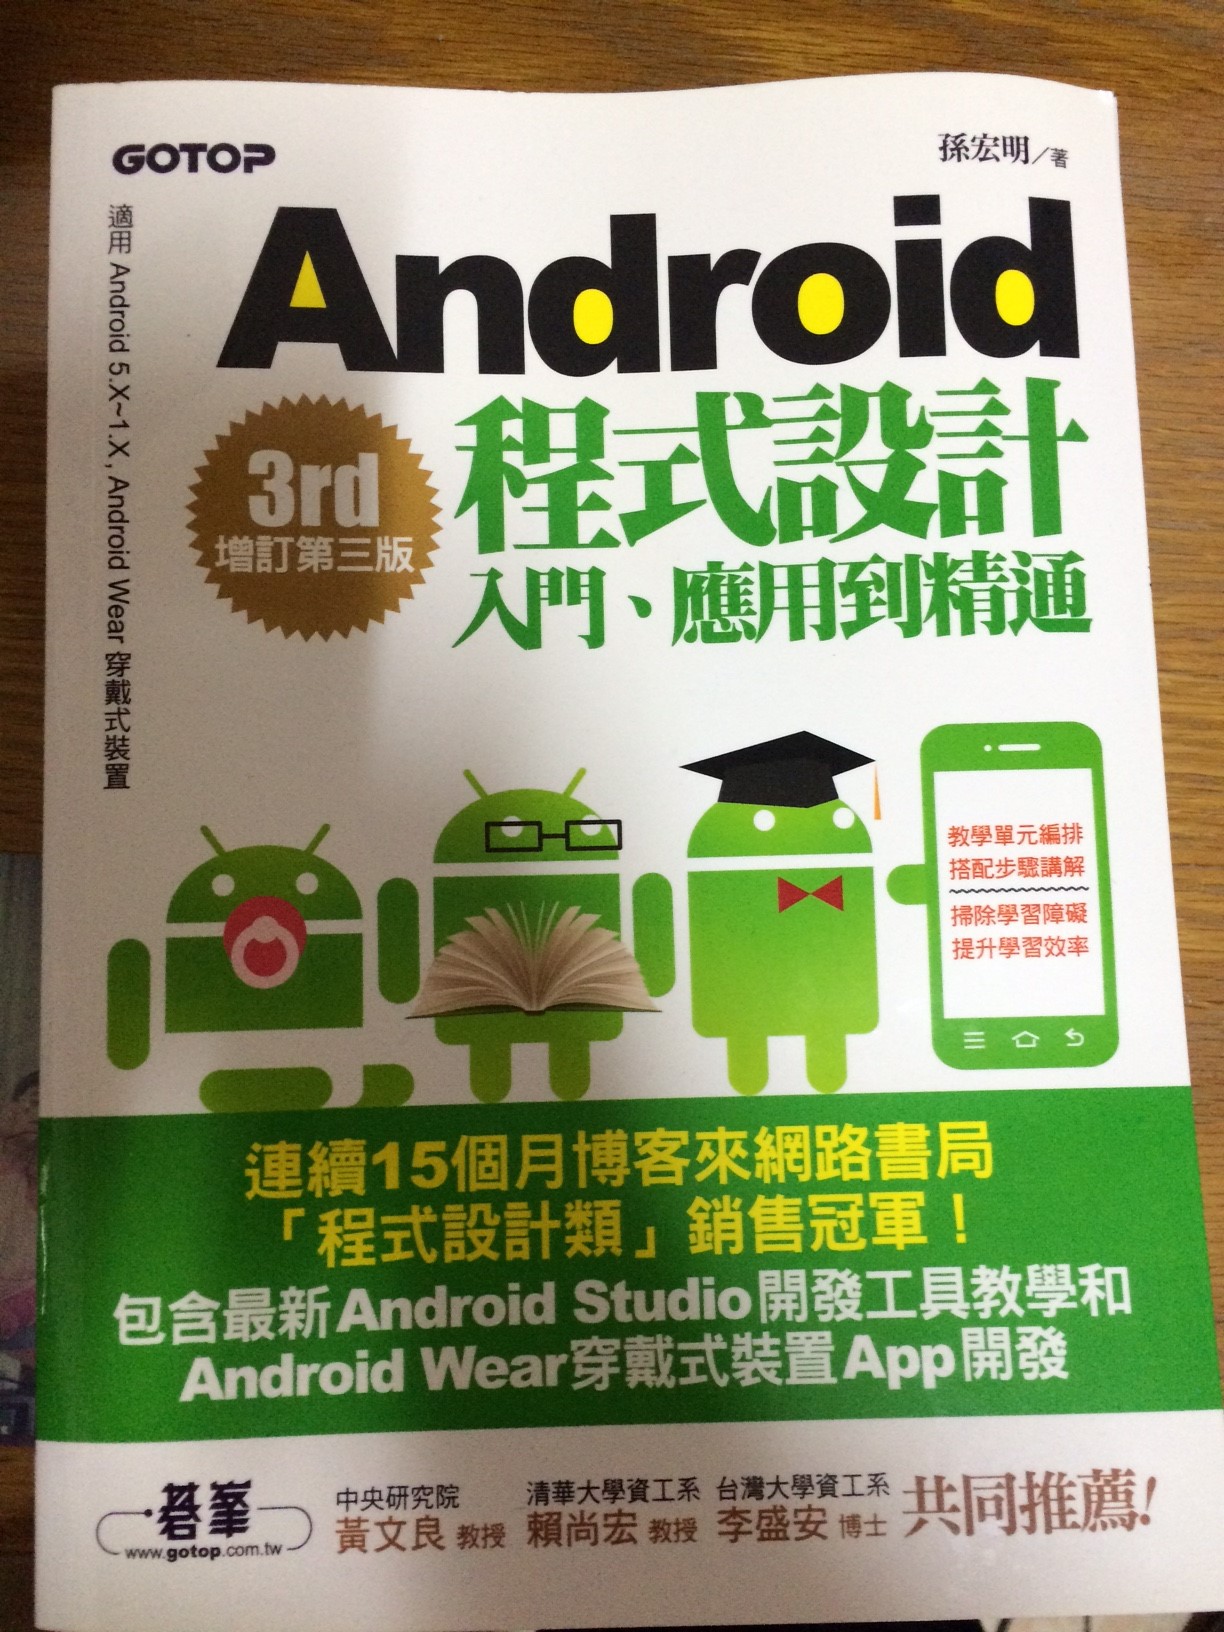 GOTOP
孫宏明／著
適用 Android 5.X~1.X, Android Wear 穿戴式裝置
Android
3rd
增訂第三版
程式設計
入門、應用到精通
教學單元編排
搭配步驟講解
掃除學習障礙
提升學習效率
連續15個月博客來網路書局
「程式設計類」銷售冠軍！
包含最新Android Studio開發工具教學和
Android Wear穿戴式裝置App開發
碁峯
www.gotop.com.tw
中央研究院
黃文良 教授
清華大學資工系
賴尚宏 教授
台灣大學資工系
李盛安 博士
共同推薦!